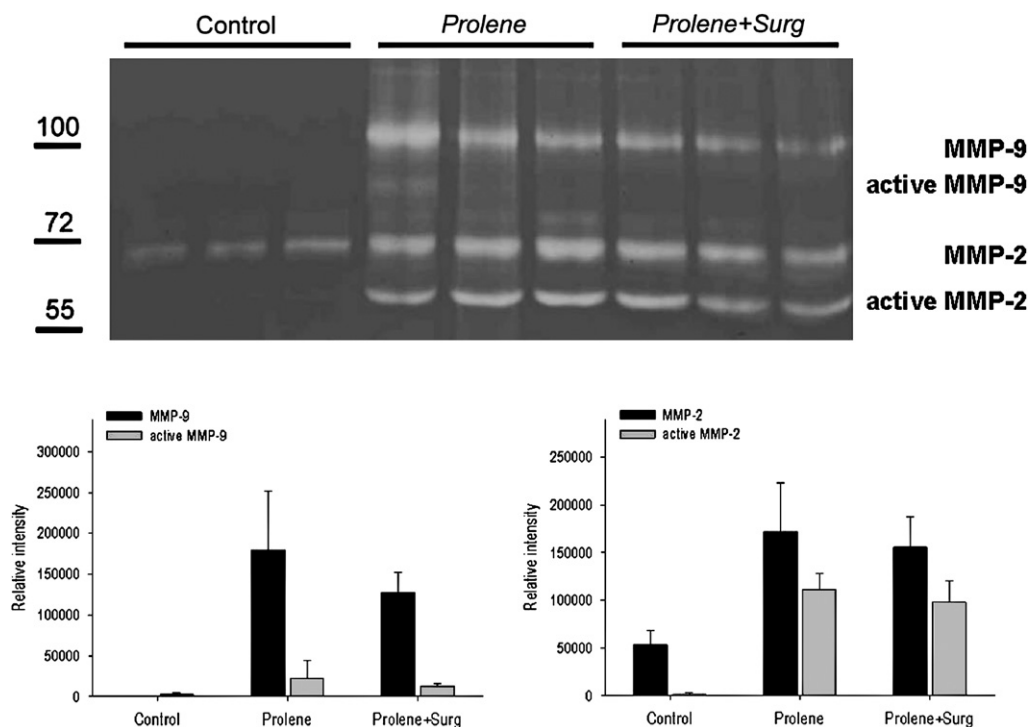 Control Prolene Prolene+Surg
100 MMP-9
active MMP-9
72 MMP-2
55 active MMP-2
MMP-9
active MMP-9
300000
250000
200000
150000
100000
50000
0
Relative intensity
Control Prolene Prolene+Surg
MMP-2
active MMP-2
250000
200000
150000
100000
50000
0
Relative intensity
Control Prolene Prolene+Surg